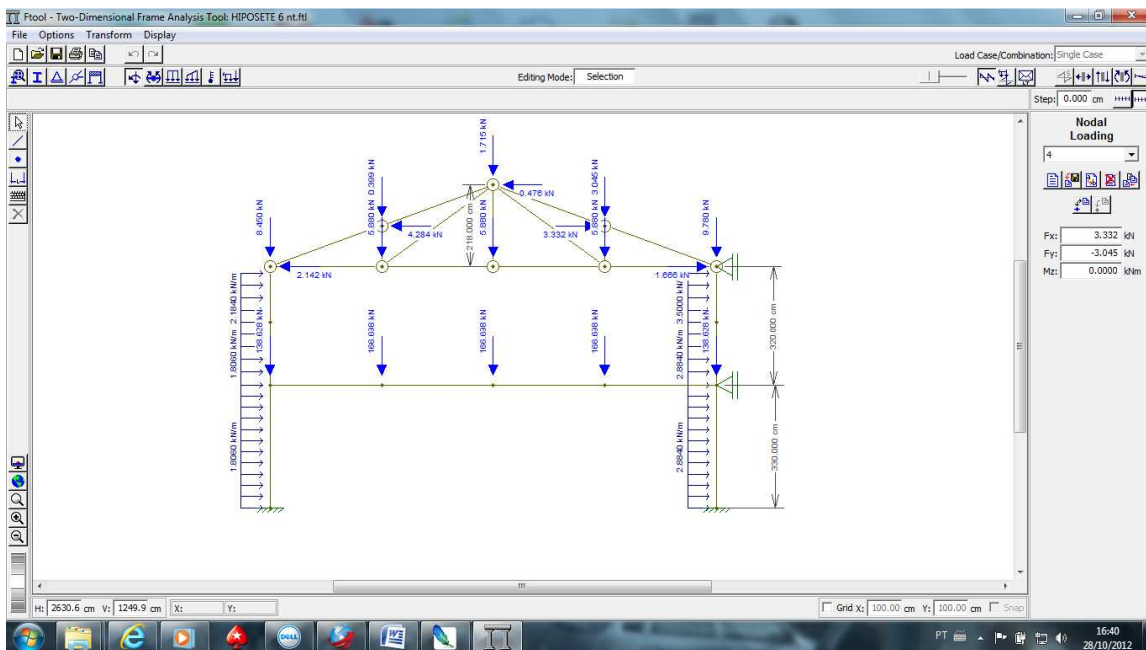 Ftool - Two-Dimensional Frame Analysis Tool: HIPOSETE 6 nt.ftl
File Options Transform Display
Load Case/Combination: Single Case
Editing Mode: Selection
Step: 0.000 cm
Nodal
Loading
4
Fx: 3.332 kN
Fy: -3.045 kN
Mz: 0.0000 kNm
1.715 kN
0.399 kN
3.045 kN
0.476 kN
8.450 kN
5.880 kN
5.880 kN
5.880 kN
9.780 kN
4.284 kN
218.000 cm
3.332 kN
2.142 kN
1.666 kN
2.1840 kN/m
3.5000 kN/m
320.000 cm
1.8060 kN/m
138.628 kN
166.698 kN
166.698 kN
166.698 kN
2.8840 kN/m
138.628 kN
1.8060 kN/m
2.8840 kN/m
330.000 cm
H: 2630.6 cm V: 1249.9 cm X: Y:
Grid X: 100.00 cm Y: 100.00 cm Snap
DELL
W
PT
16:40
28/10/2012